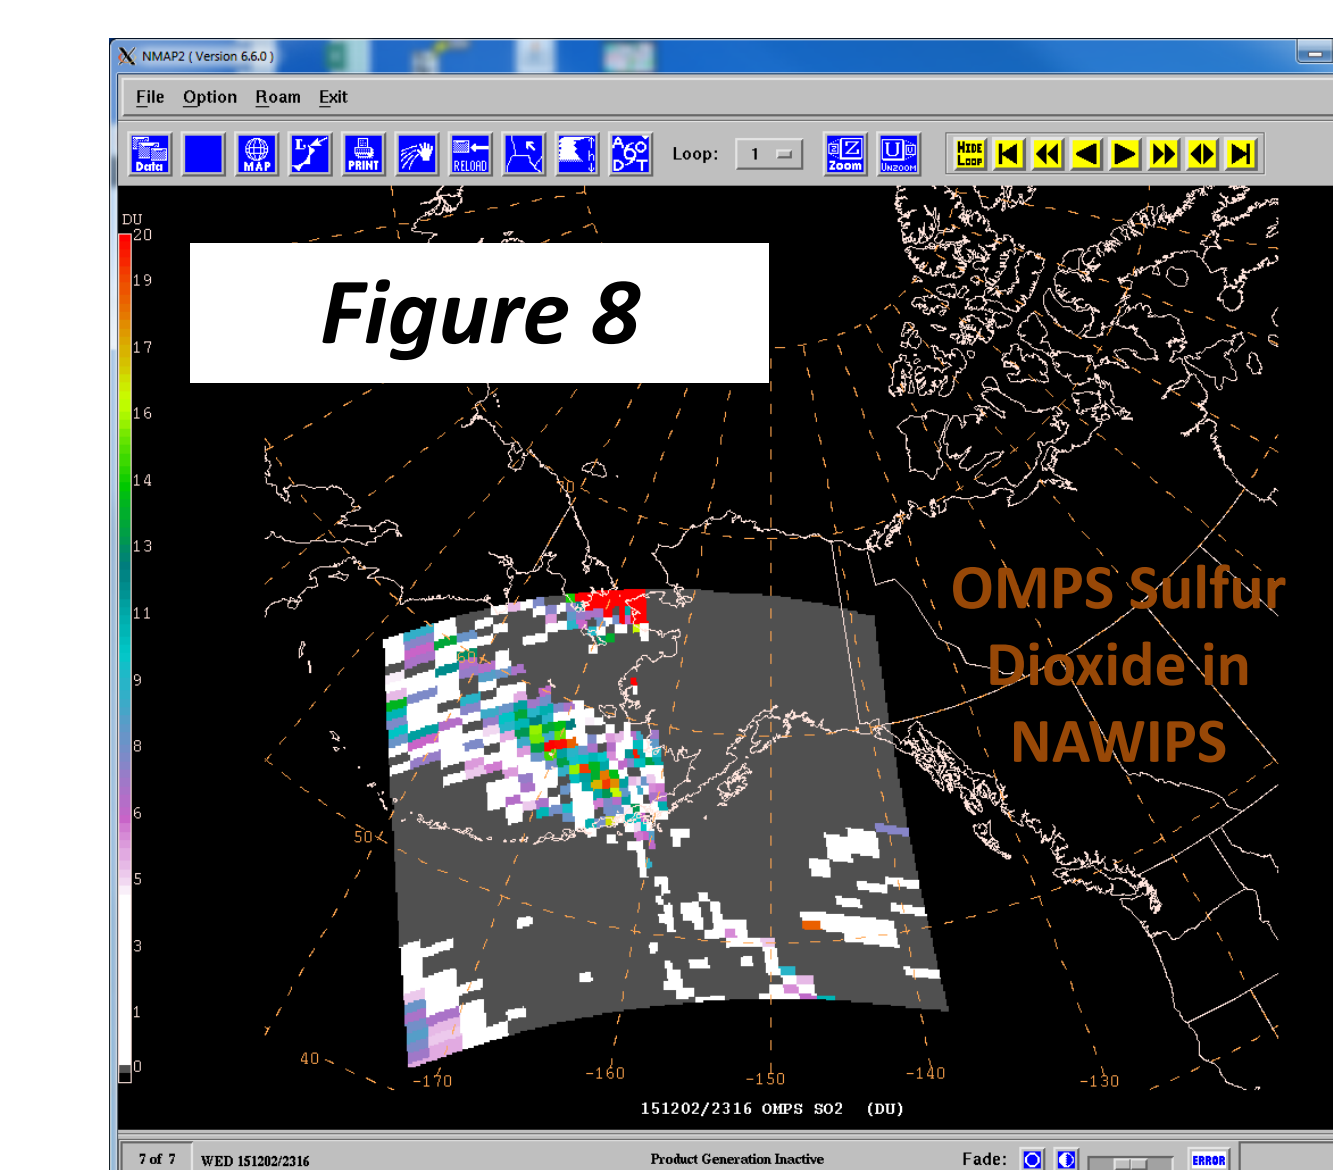 NMAP2 ( Version 6.6.0 )
File Option Roam Exit
Data MAP L PRINT RELOAD A 6 D T Loop: 1 Z Zoom U UNZOOM HIDE LOOP
DU
20
19
17
16
14
13
11
9
8
6
5
3
1
0
Figure 8
70
60
50
40
-170 -160 -150 -140 -130
OMPS Sulfur
Dioxide in
NAWIPS
151202/2316 OMPS SO2 (DU)
7 of 7 WED 151202/2316 Product Generation Inactive Fade: ERROR